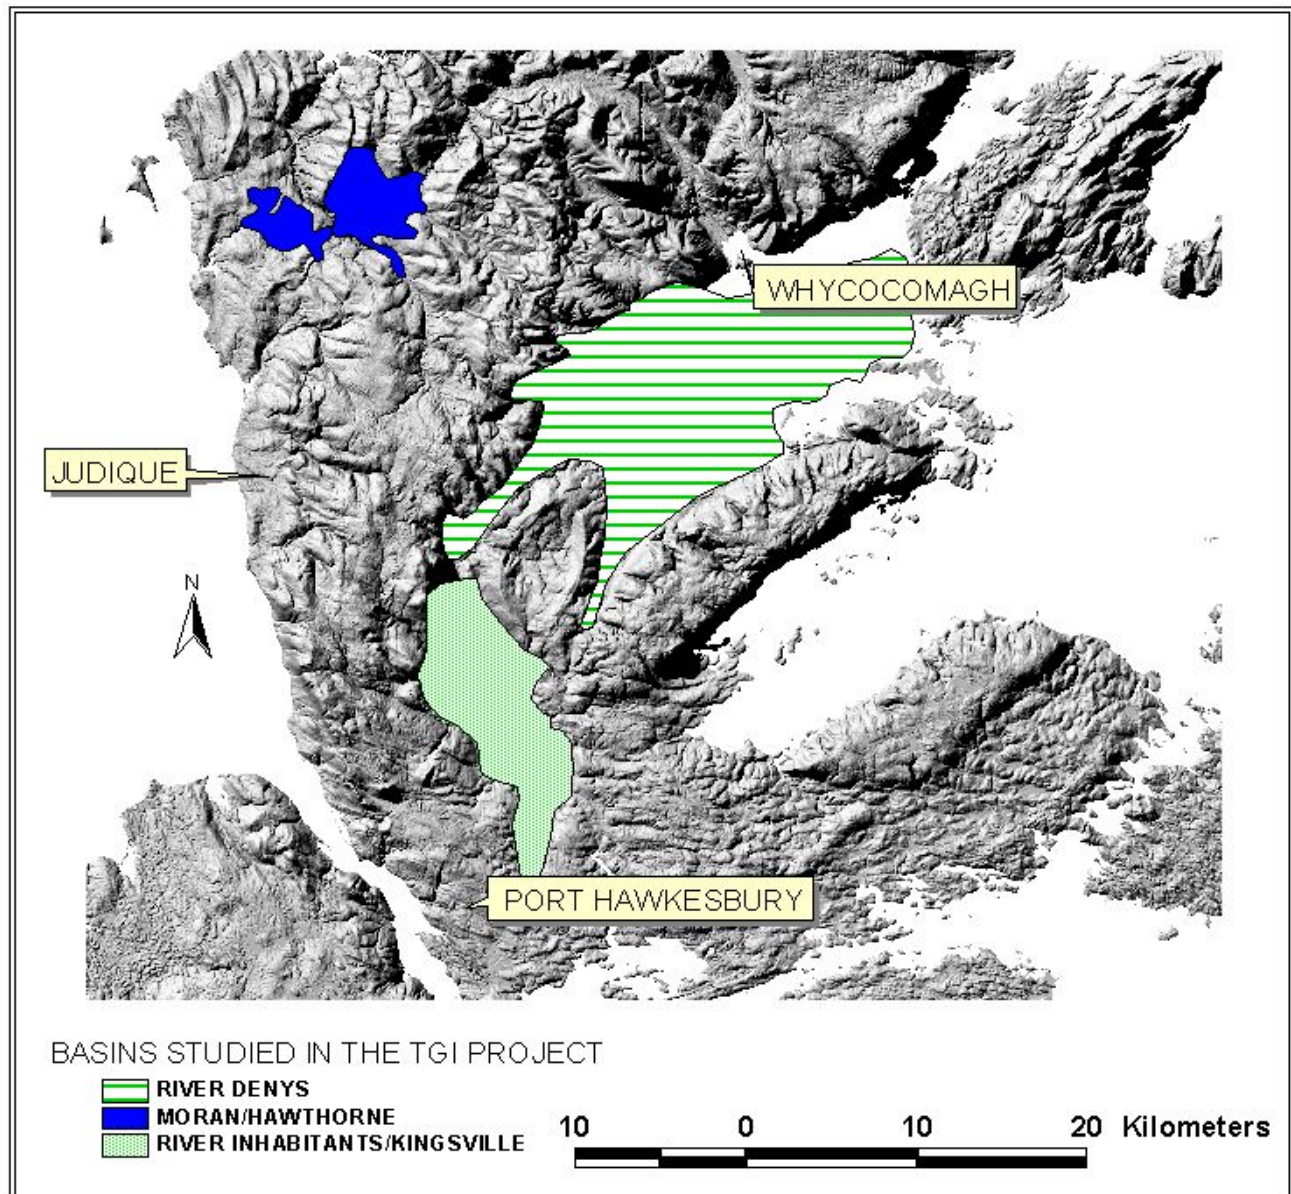 WHYCOCOMAGH
JUDIQUE
N
PORT HAWKESBURY
BASINS STUDIED IN THE TGI PROJECT
RIVER DENYS
MORAN/HAWTHORNE
RIVER INHABITANTS/KINGSVILLE
10 0 10 20 Kilometers